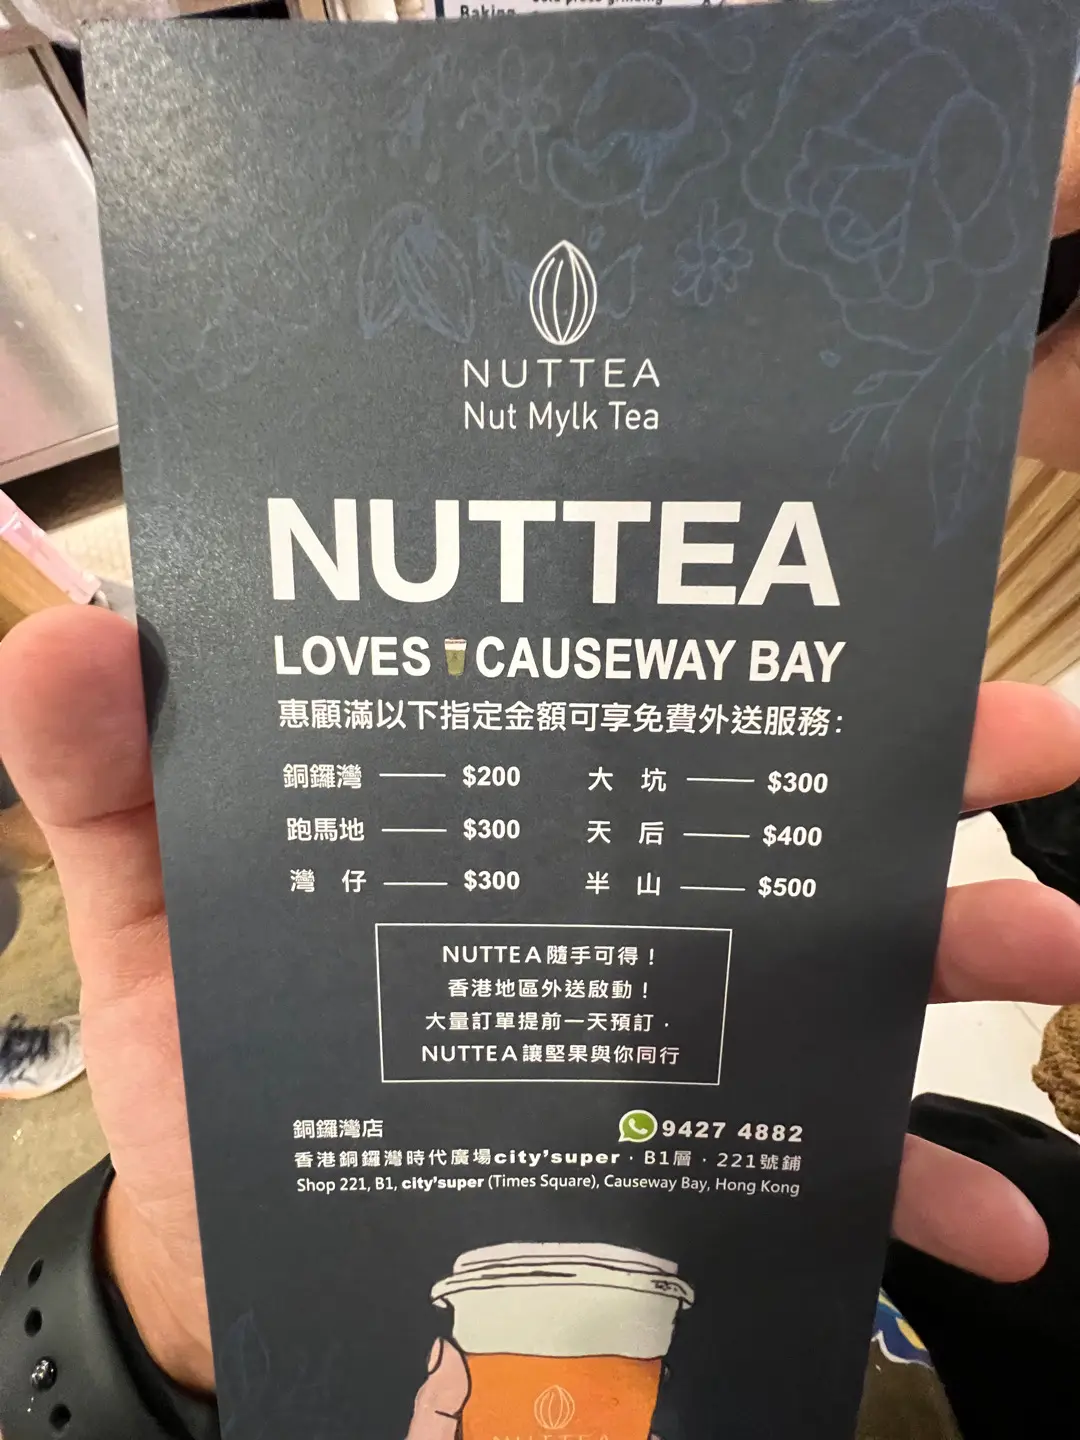 Baking
NUTTEA
Nut Mylk Tea
NUTTEA
LOVES CAUSEWAY BAY
惠顧滿以下指定金額可享免費外送服務:
銅鑼灣 —— $200 大 坑 —— $300
跑馬地 —— $300 天 后 —— $400
灣 仔 —— $300 半 山 —— $500
NUTTEA隨手可得！
香港地區外送啟動！
大量訂單提前一天預訂．
NUTTEA讓堅果與你同行
銅鑼灣店 9427 4882
香港銅鑼灣時代廣場city'super．B1層．221號鋪
Shop 221, B1, city'super (Times Square), Causeway Bay, Hong Kong